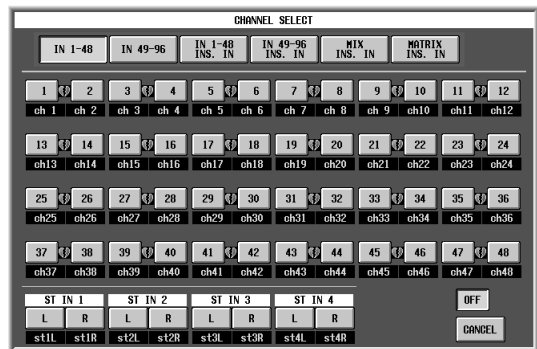 CHANNEL SELECT
IN 1-48 IN 49-96 IN 1-48 INS. IN IN 49-96 INS. IN MIX INS. IN MATRIX INS. IN
1 2 3 4 5 6 7 8 9 10 11 12
ch 1 ch 2 ch 3 ch 4 ch 5 ch 6 ch 7 ch 8 ch 9 ch10 ch11 ch12
13 14 15 16 17 18 19 20 21 22 23 24
ch13 ch14 ch15 ch16 ch17 ch18 ch19 ch20 ch21 ch22 ch23 ch24
25 26 27 28 29 30 31 32 33 34 35 36
ch25 ch26 ch27 ch28 ch29 ch30 ch31 ch32 ch33 ch34 ch35 ch36
37 38 39 40 41 42 43 44 45 46 47 48
ch37 ch38 ch39 ch40 ch41 ch42 ch43 ch44 ch45 ch46 ch47 ch48
ST IN 1 ST IN 2 ST IN 3 ST IN 4
L R L R L R L R
st1L st1R st2L st2R st3L st3R st4L st4R
OFF
CANCEL